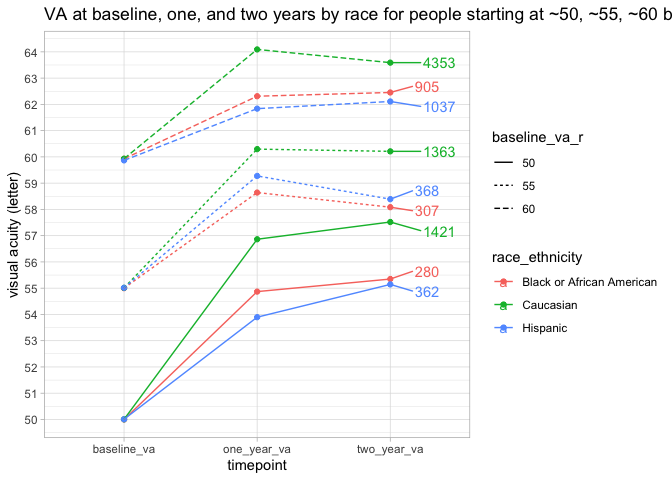 VA at baseline, one, and two years by race for people starting at ~50, ~55, ~60 b
visual acuity (letter)
64
63
62
61
60
59
58
57
56
55
54
53
52
51
50
4353
905
1037
1363
368
307
1421
280
362
baseline_va
one_year_va
two_year_va
timepoint
baseline_va_r
50
55
60
race_ethnicity
a Black or African American
a Caucasian
a Hispanic